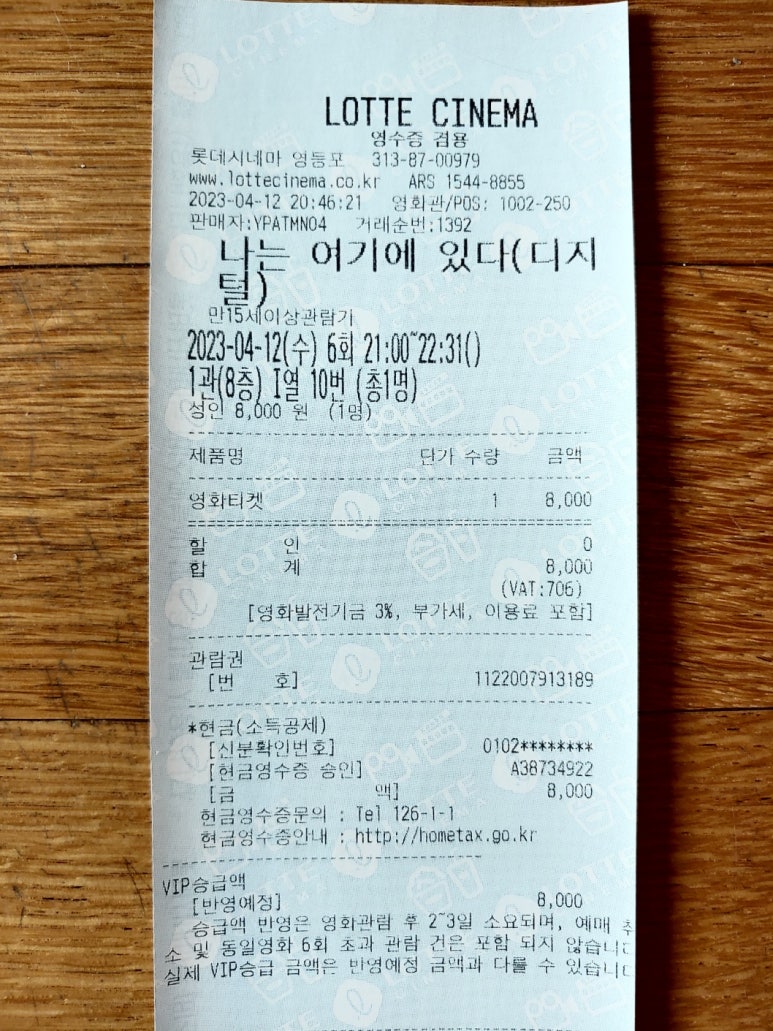 LOTTE CINEMA
영수증 겸용
롯데시네마 영등포 313-87-00979
www.lottecinema.co.kr ARS 1544-8855
2023-04-12 20:46:21 영화관/POS: 1002-250
판매자:YPATMN04 거래순번:1392
나는 여기에 있다(디지
털)
만15세이상관람가
2023-04-12(수) 6회 21:00~22:31()
1관(8층) I열 10번 (총1명)
성인 8,000 원 (1명)
제품명 단가 수량 금액
영화티켓 1 8,000
할 인 0
합 계 8,000
(VAT:706)
[영화발전기금 3%, 부가세, 이용료 포함]
관람권
[번 호] 1122007913189
*현금(소득공제)
[신분확인번호] 0102********
[현금영수증 승인] A38734922
[금 액] 8,000
현금영수증문의 : Tel 126-1-1
현금영수증안내 : http://hometax.go.kr
VIP승급액
[반영예정] 8,000
승급액 반영은 영화관람 후 2~3일 소요되며, 예매 취
소 및 동일영화 6회 초과 관람 건은 포함 되지 않습니다
실제 VIP승급 금액은 반영예정 금액과 다를 수 있습니다